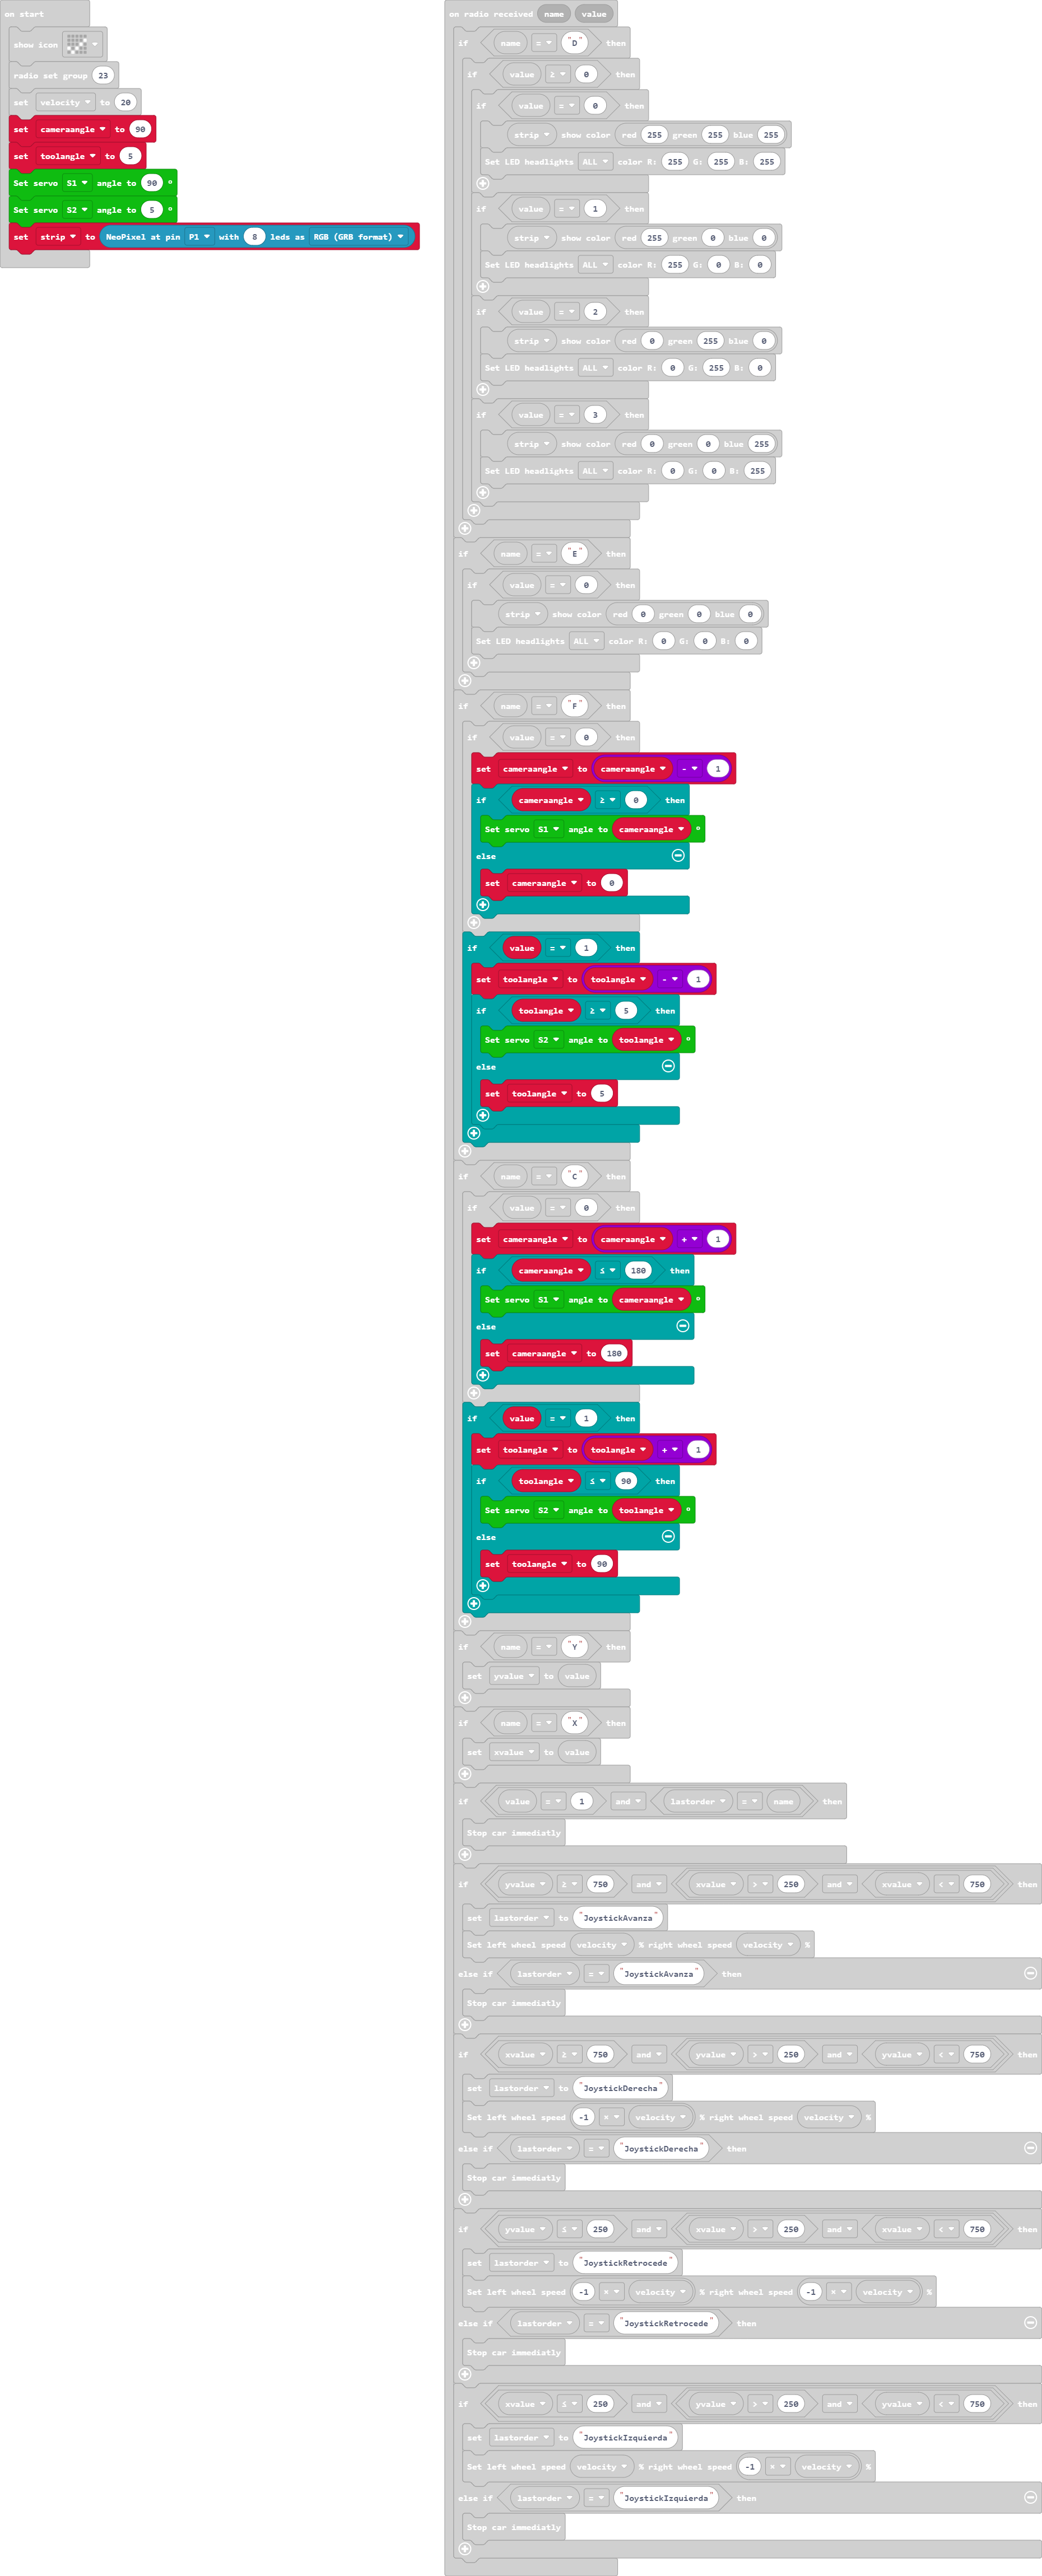 on start
show icon
radio set group 23
set velocity to 20
set cameraangle to 90
set toolangle to 5
Set servo S1 angle to 90 °
Set servo S2 angle to 5 °
set strip to NeoPixel at pin P1 with 8 leds as RGB (GRB format)
on radio received name value
if name = "D" then
if value ≥ 0 then
if value = 0 then
strip show color red 255 green 255 blue 255
Set LED headlights ALL color R: 255 G: 255 B: 255
if value = 1 then
strip show color red 255 green 0 blue 0
Set LED headlights ALL color R: 255 G: 0 B: 0
if value = 2 then
strip show color red 0 green 255 blue 0
Set LED headlights ALL color R: 0 G: 255 B: 0
if value = 3 then
strip show color red 0 green 0 blue 255
Set LED headlights ALL color R: 0 G: 0 B: 255
if name = "E" then
if value = 0 then
strip show color red 0 green 0 blue 0
Set LED headlights ALL color R: 0 G: 0 B: 0
if name = "F" then
if value = 0 then
set cameraangle to cameraangle - 1
if cameraangle ≥ 0 then
Set servo S1 angle to cameraangle °
else
set cameraangle to 0
if value = 1 then
set toolangle to toolangle - 1
if toolangle ≥ 5 then
Set servo S2 angle to toolangle °
else
set toolangle to 5
if name = "C" then
if value = 0 then
set cameraangle to cameraangle + 1
if cameraangle ≤ 180 then
Set servo S1 angle to cameraangle °
else
set cameraangle to 180
if value = 1 then
set toolangle to toolangle + 1
if toolangle ≤ 90 then
Set servo S2 angle to toolangle °
else
set toolangle to 90
if name = "Y" then
set yvalue to value
if name = "X" then
set xvalue to value
if value = 1 and lastorder = name then
Stop car immediatly
if yvalue ≥ 750 and xvalue > 250 and xvalue < 750 then
set lastorder to "JoystickAvanza"
Set left wheel speed velocity % right wheel speed velocity %
else if lastorder = "JoystickAvanza" then
Stop car immediatly
if xvalue ≥ 750 and yvalue > 250 and yvalue < 750 then
set lastorder to "JoystickDerecha"
Set left wheel speed -1 × velocity % right wheel speed velocity %
else if lastorder = "JoystickDerecha" then
Stop car immediatly
if yvalue ≤ 250 and xvalue > 250 and xvalue < 750 then
set lastorder to "JoystickRetrocede"
Set left wheel speed -1 × velocity % right wheel speed -1 × velocity %
else if lastorder = "JoystickRetrocede" then
Stop car immediatly
if xvalue ≤ 250 and yvalue > 250 and yvalue < 750 then
set lastorder to "JoystickIzquierda"
Set left wheel speed velocity % right wheel speed -1 × velocity %
else if lastorder = "JoystickIzquierda" then
Stop car immediatly